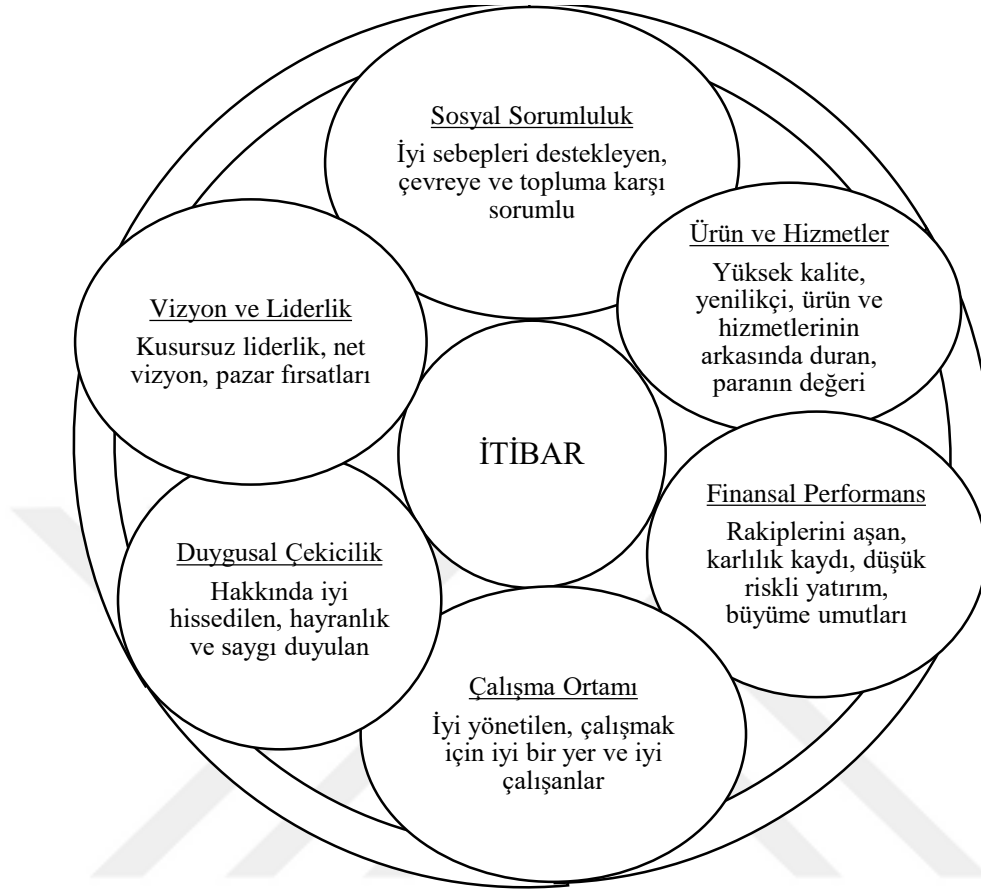 Sosyal Sorumluluk
İyi sebepleri destekleyen,
çevreye ve topluma karşı
sorumlu
Ürün ve Hizmetler
Yüksek kalite,
yenilikçi, ürün ve
hizmetlerinin
arkasında duran,
paranın değeri
Vizyon ve Liderlik
Kusursuz liderlik, net
vizyon, pazar fırsatları
İTİBAR
Finansal Performans
Rakiplerini aşan,
karlılık kaydı, düşük
riskli yatırım,
büyüme umutları
Duygusal Çekicilik
Hakkında iyi
hissedilen, hayranlık
ve saygı duyulan
Çalışma Ortamı
İyi yönetilen, çalışmak
için iyi bir yer ve iyi
çalışanlar